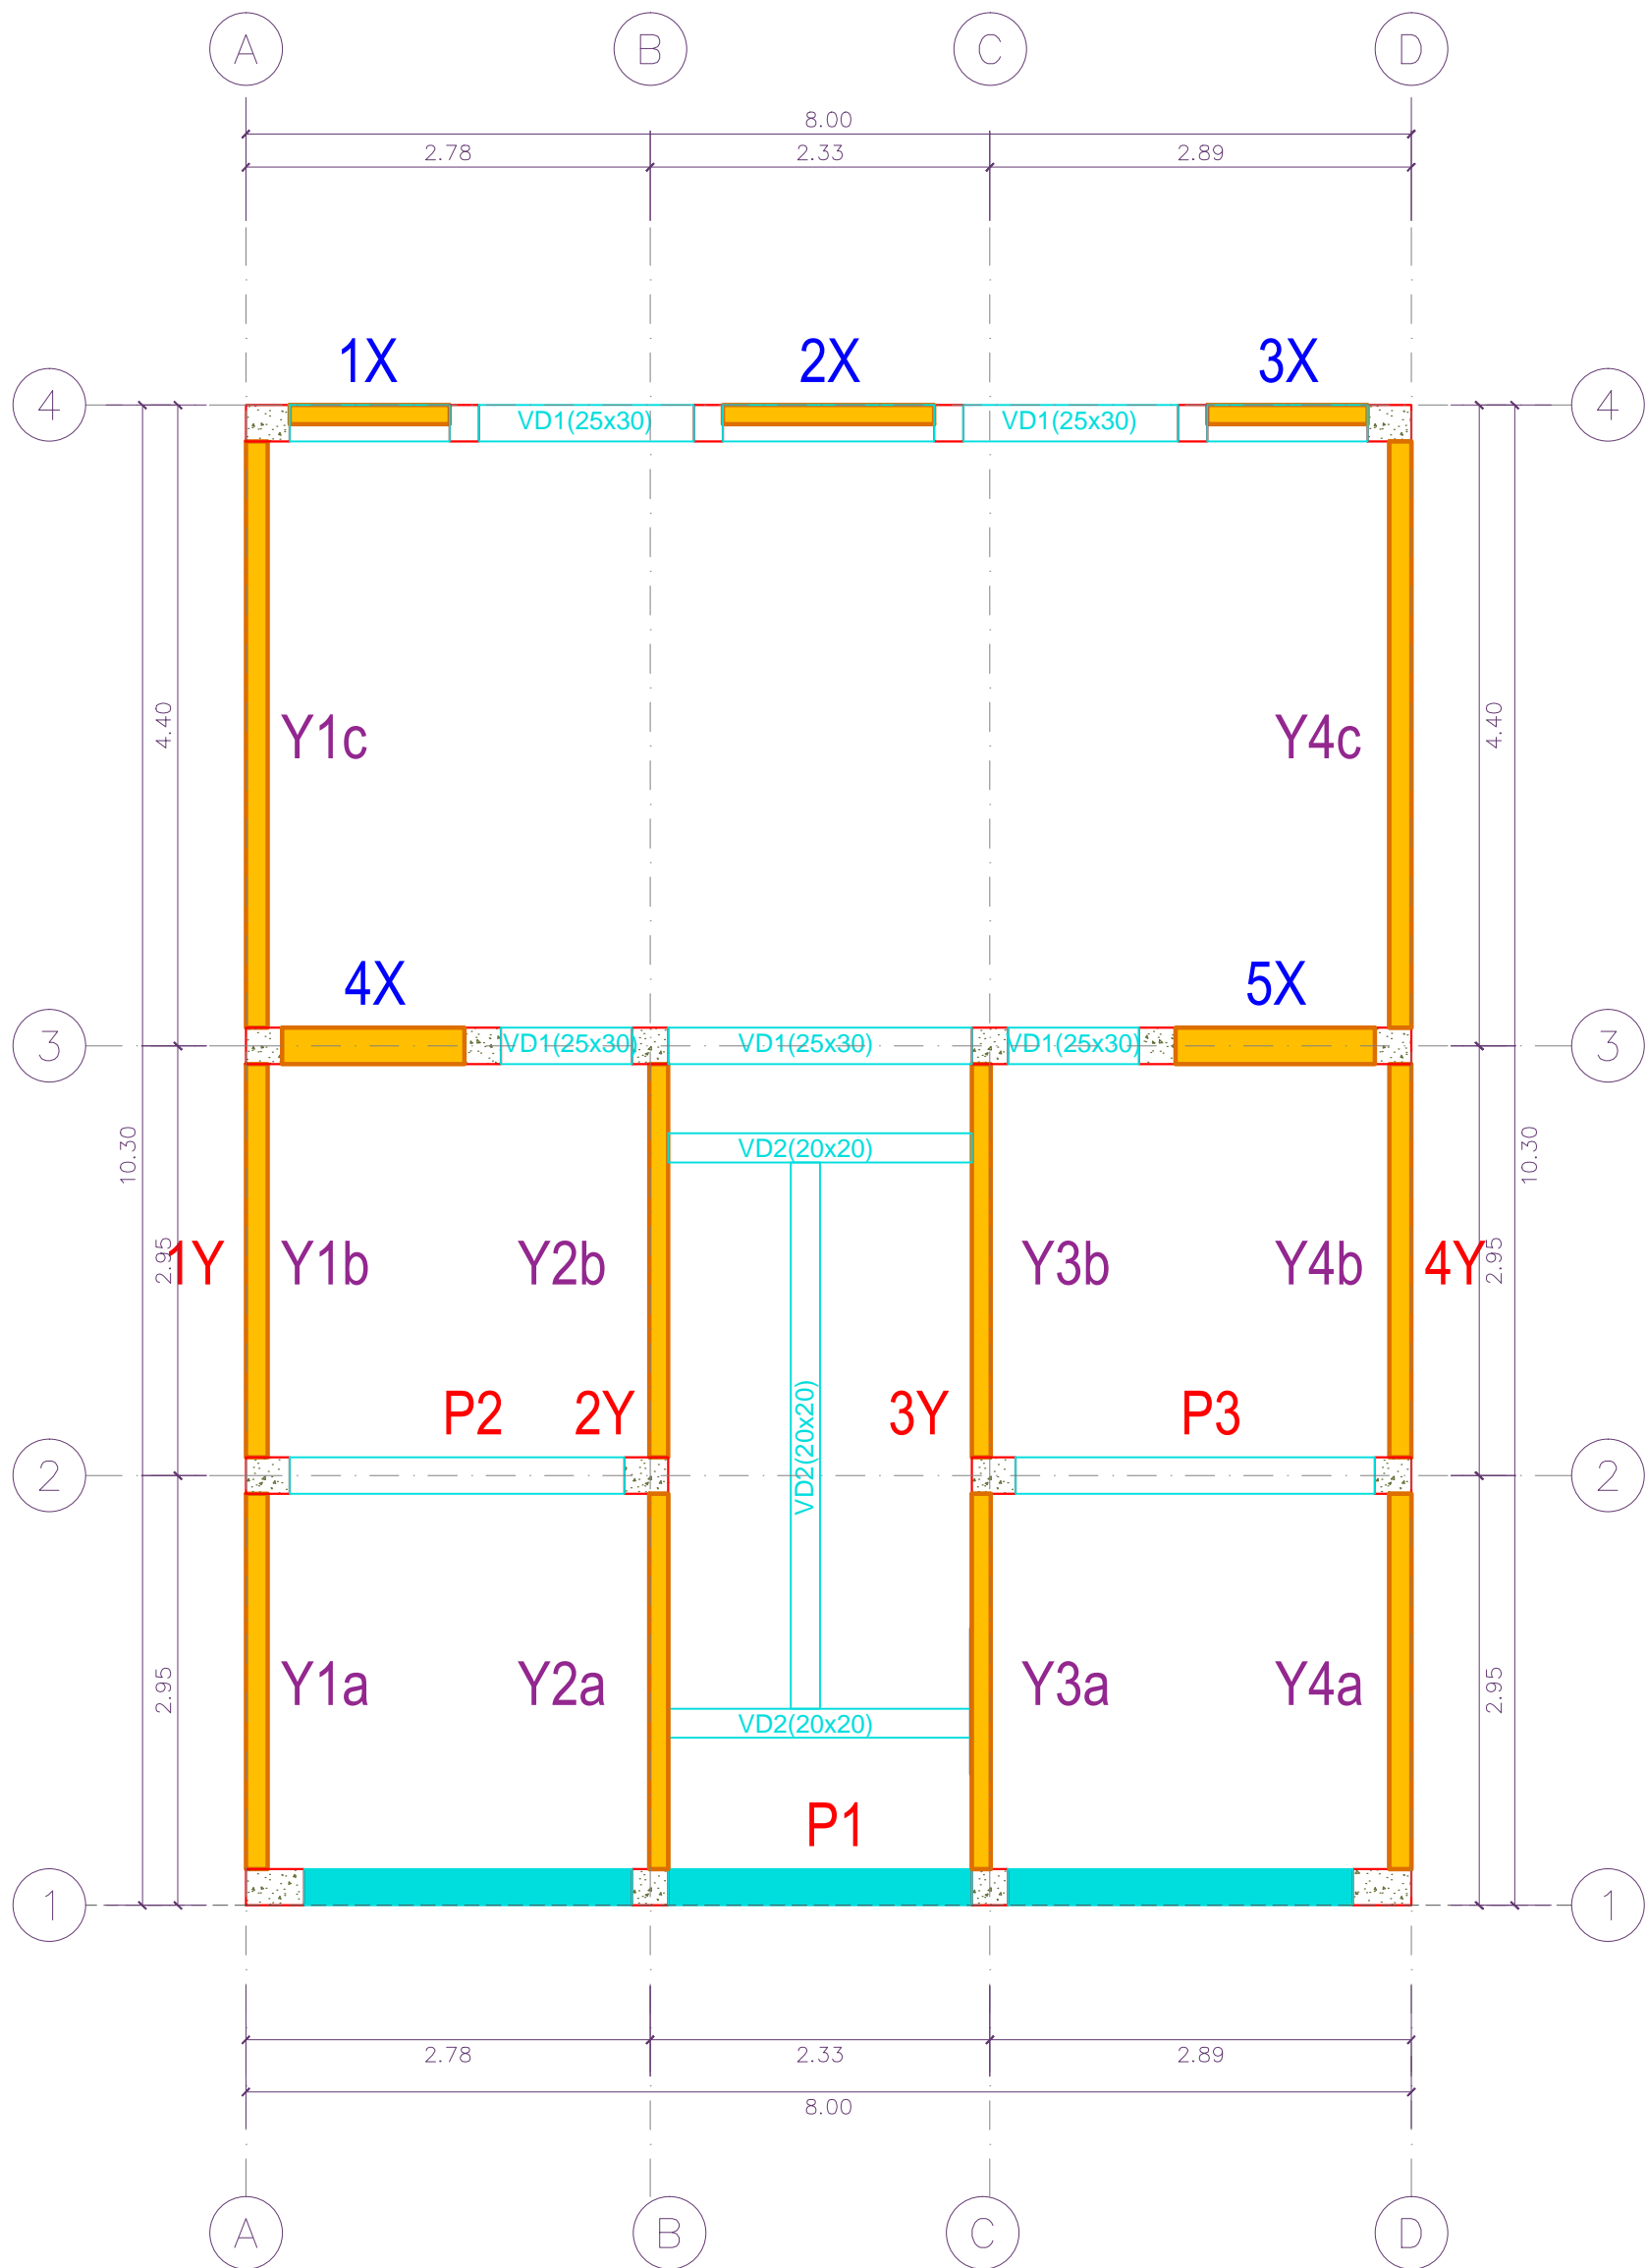 A B C D
8.00
2.78 2.33 2.89
1X 2X 3X
4 4
VD1(25x30) VD1(25x30)
4.40 4.40
Y1c Y4c
4X 5X
3 3
VD1(25x30) VD1(25x30) VD1(25x30)
10.30 10.30
VD2(20x20)
2.95 2.95
1Y Y1b Y2b Y3b Y4b 4Y
P2 2Y 3Y P3
VD2(20x20)
2 2
Y1a Y2a Y3a Y4a
2.95 2.95
VD2(20x20)
P1
1 1
2.78 2.33 2.89
8.00
A B C D